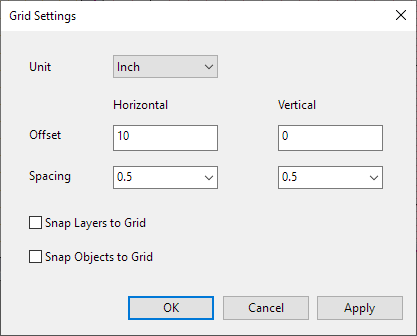 Grid Settings
Unit Inch
Horizontal Vertical
Offset 10 0
Spacing 0.5 0.5
Snap Layers to Grid
Snap Objects to Grid
OK Cancel Apply